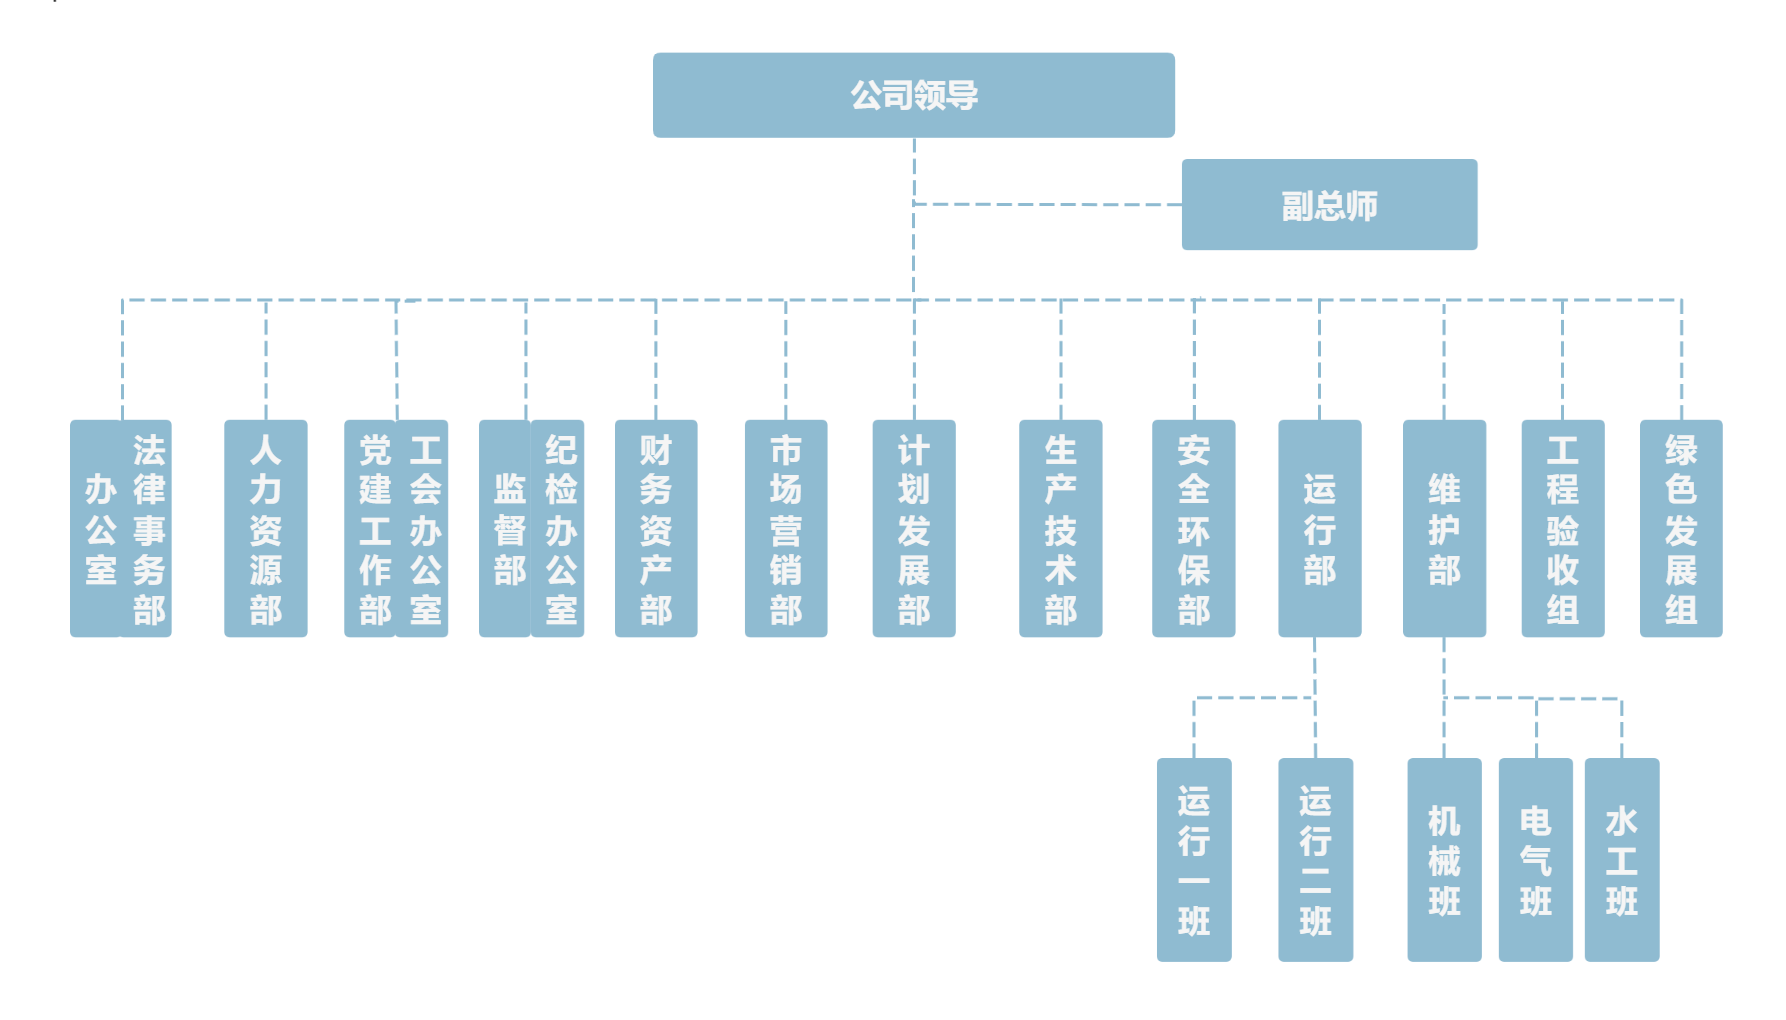 公司领导
副总师
办公室
法律事务部
人力资源部
党建工作部
工会办公室
监督部
纪检办公室
财务资产部
市场营销部
计划发展部
生产技术部
安全环保部
运行部
维护部
工程验收组
绿色发展组
运行一班
运行二班
机械班
电气班
水工班